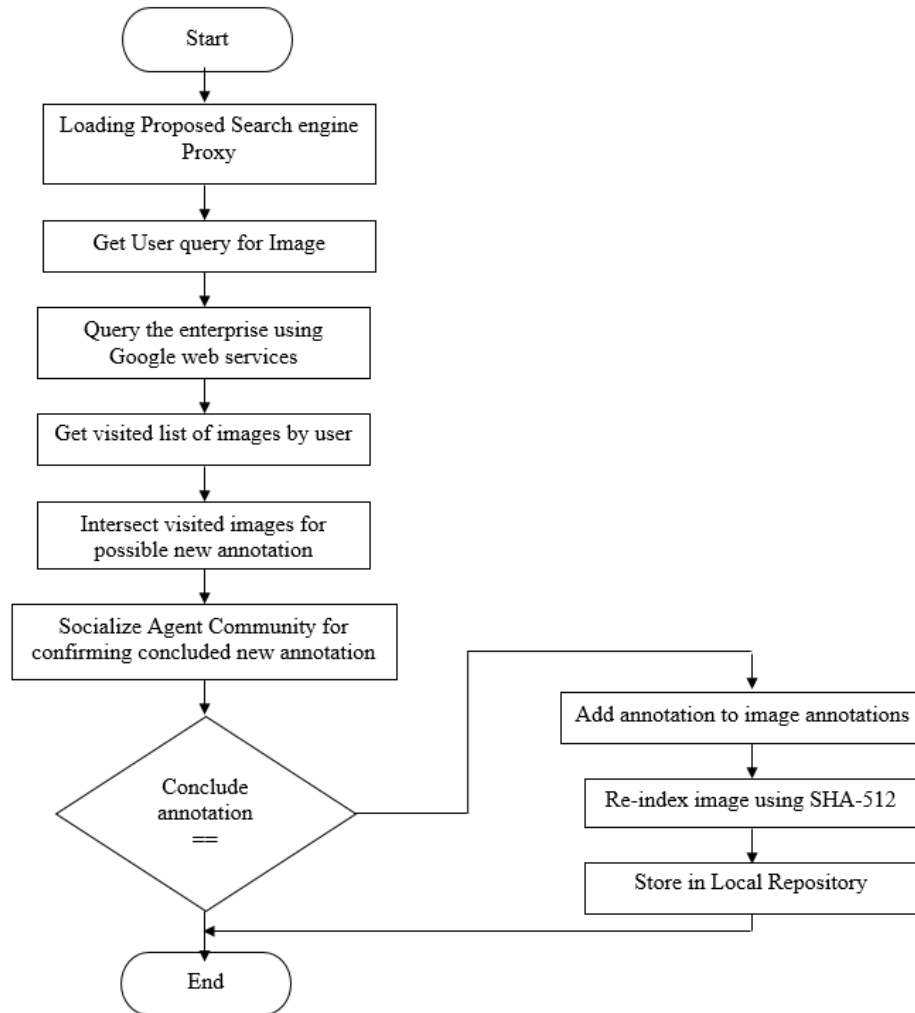 Start
Loading Proposed Search engine
Proxy
Get User query for Image
Query the enterprise using
Google web services
Get visited list of images by user
Intersect visited images for
possible new annotation
Socialize Agent Community for
confirming concluded new annotation
Conclude
annotation
==
Add annotation to image annotations
Re-index image using SHA-512
Store in Local Repository
End